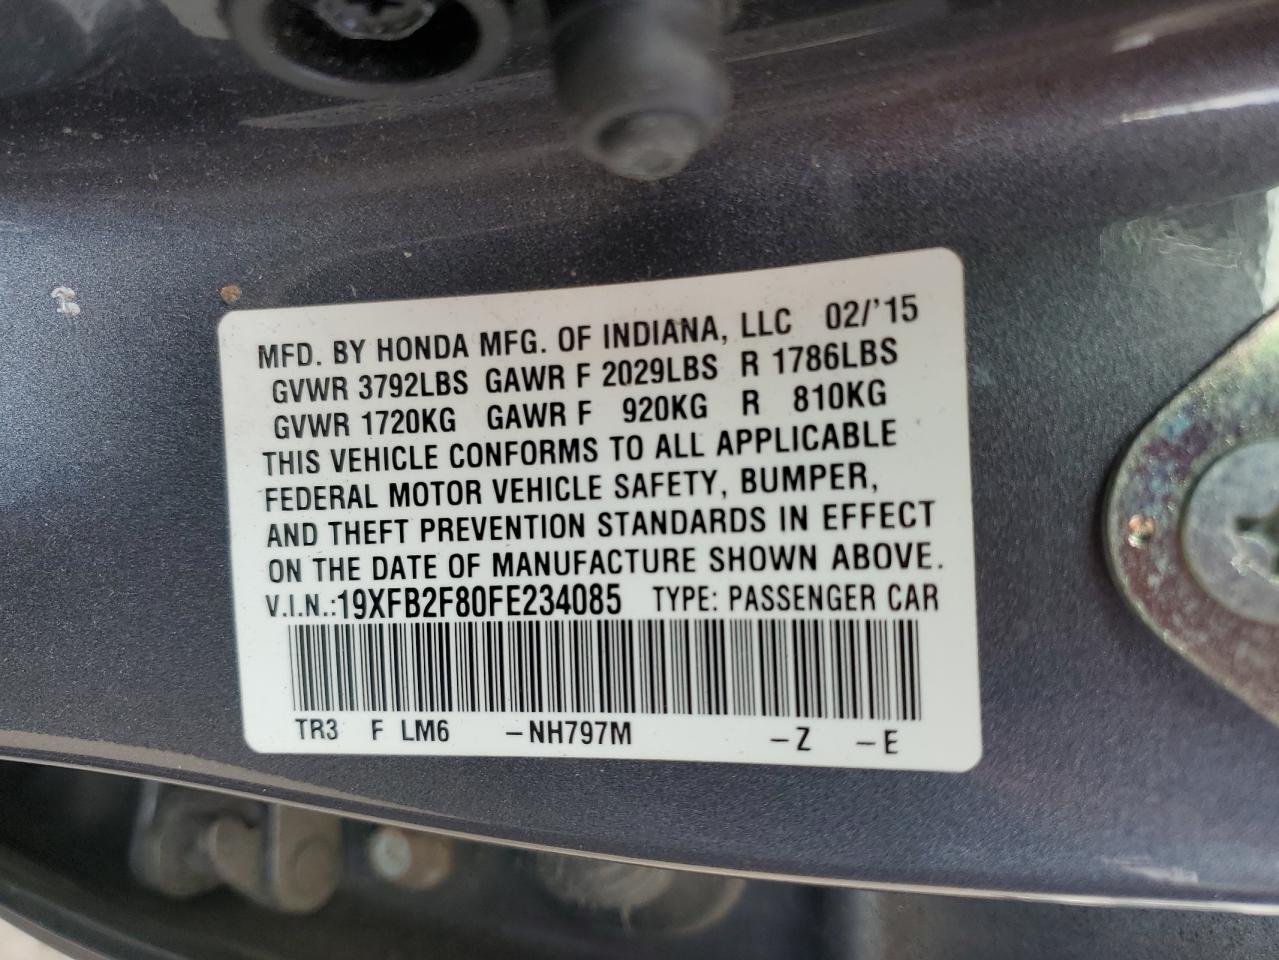 MFD. BY HONDA MFG. OF INDIANA, LLC 02/'15
GVWR 3792LBS GAWR F 2029LBS R 1786LBS
GVWR 1720KG GAWR F 920KG R 810KG
THIS VEHICLE CONFORMS TO ALL APPLICABLE
FEDERAL MOTOR VEHICLE SAFETY, BUMPER,
AND THEFT PREVENTION STANDARDS IN EFFECT
ON THE DATE OF MANUFACTURE SHOWN ABOVE.
V.I.N.:19XFB2F80FE234085 TYPE: PASSENGER CAR
TR3 F LM6 -NH797M -Z -E